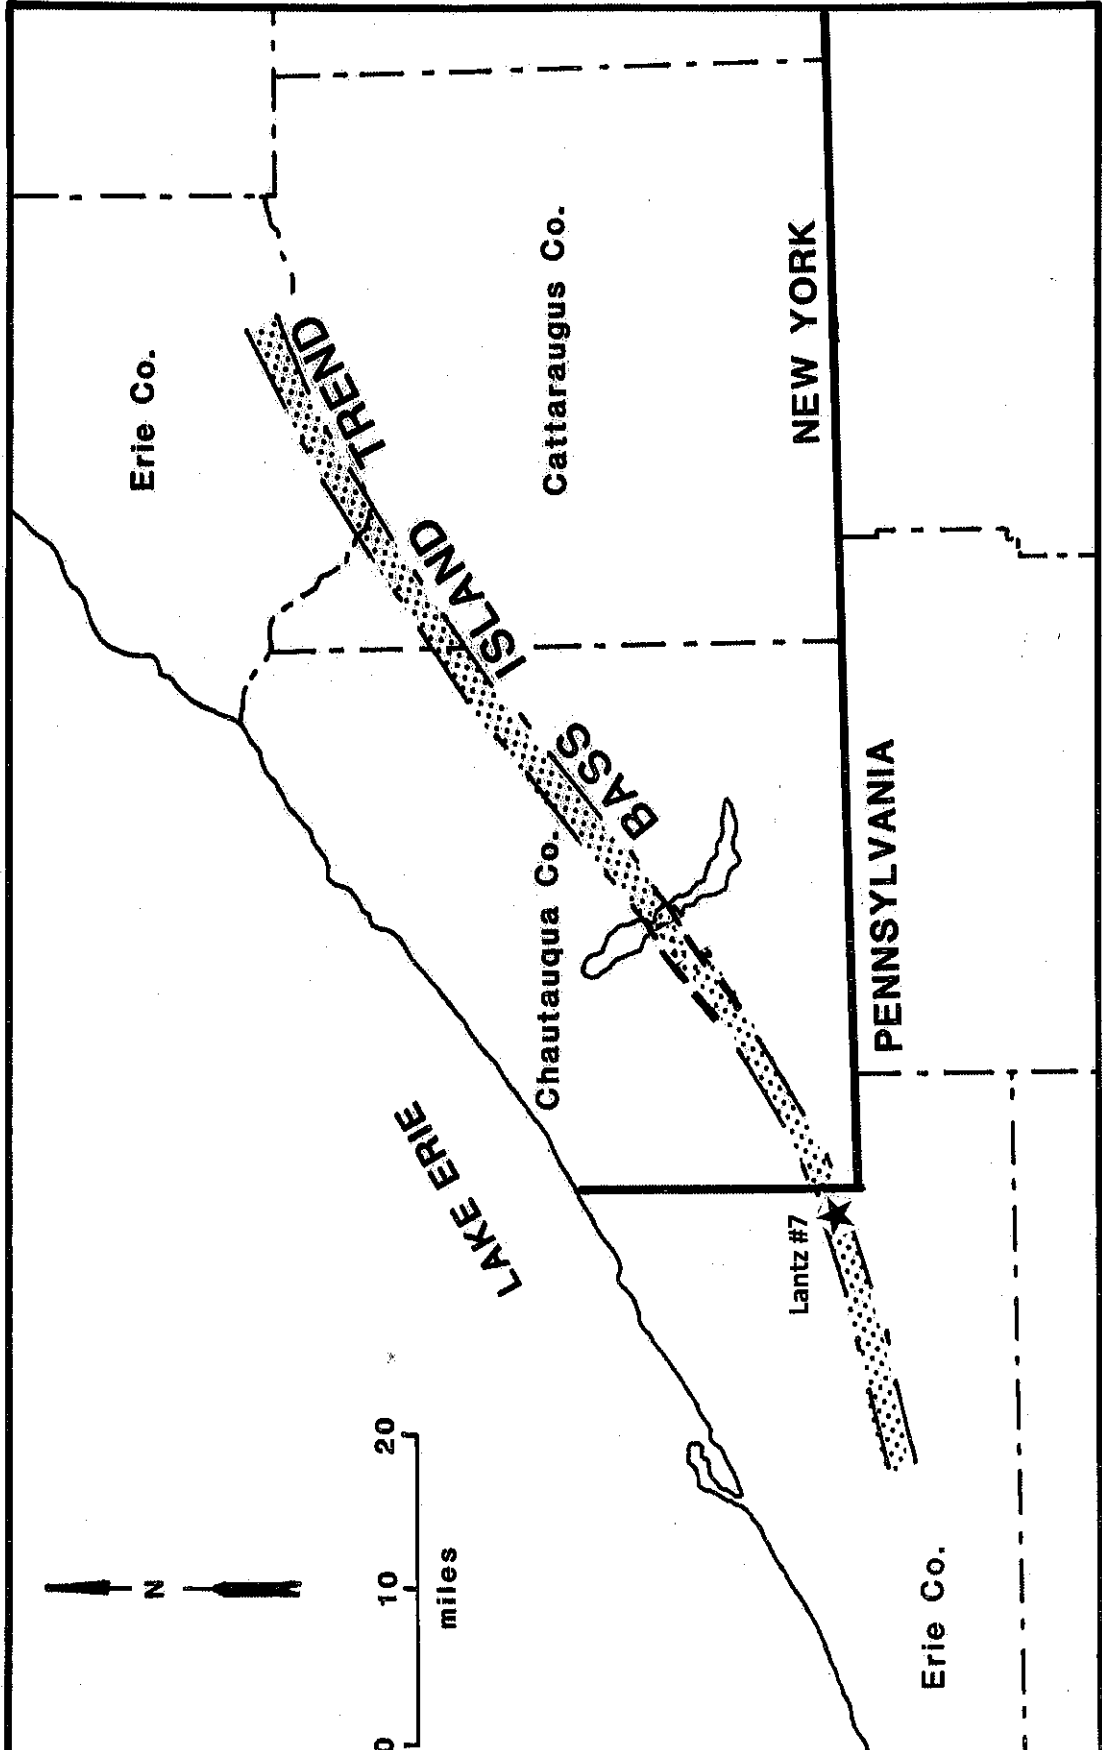 Erie Co.
Cattaraugus Co.
NEW YORK
BASS ISLAND TREND
Chautauqua Co.
PENNSYLVANIA
LAKE ERIE
Lantz #7
Erie Co.
N
0 10 20
miles